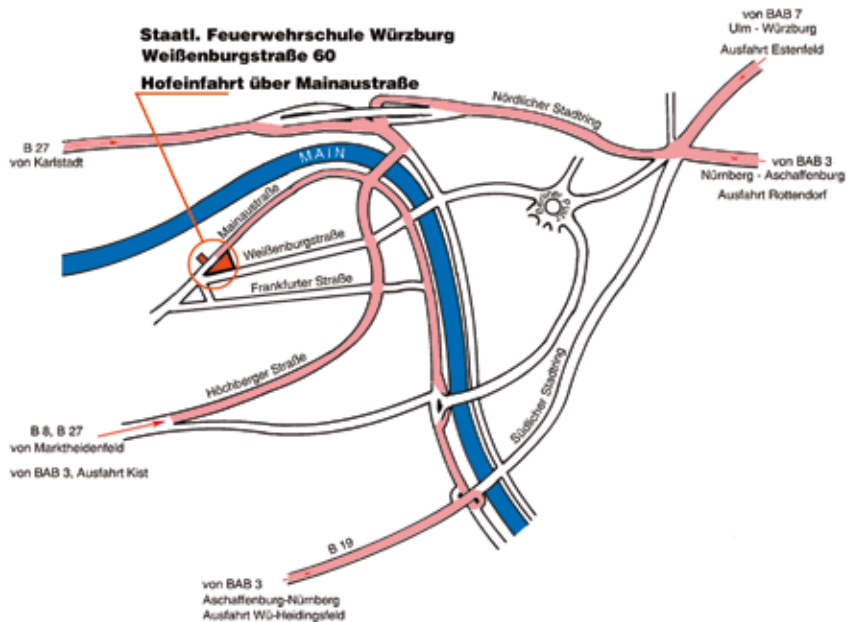 Staatl. Feuerwehrschule Würzburg
Weißenburgstraße 60
Hofeinfahrt über Mainaustraße
von BAB 7
Ulm - Würzburg
Ausfahrt Estenfeld
Nördlicher Stadtring
B 27
von Karlstadt
MAIN
von BAB 3
Nürnberg - Aschaffenburg
Ausfahrt Rottendorf
Mainaustraße
Weißenburgstraße
Frankfurter Straße
Höchberger Straße
Südlicher Stadtring
B 8, B 27
von Marktheidenfeld
von BAB 3, Ausfahrt Kist
B 19
von BAB 3
Aschaffenburg-Nürnberg
Ausfahrt Wü-Heidingsfeld